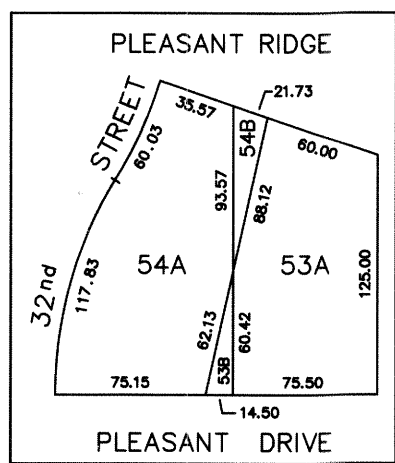 PLEASANT RIDGE
21.73
35.57
STREET
60.03
54B
60.00
93.57
88.12
54A
53A
125.00
32nd
117.83
62.13
60.42
75.15
53B
75.50
14.50
PLEASANT DRIVE